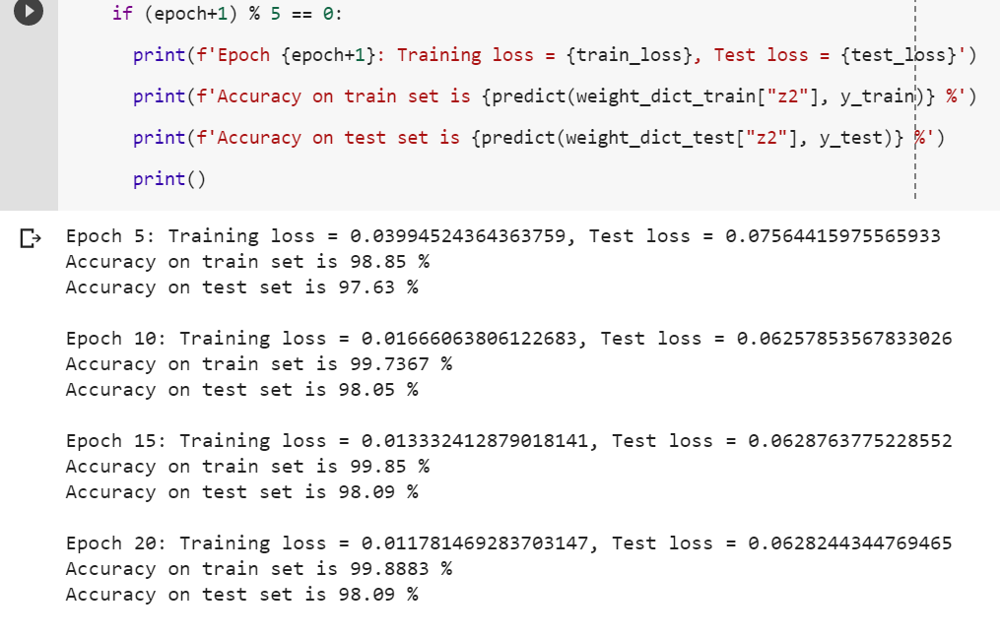 if (epoch+1) % 5 == 0:
print(f'Epoch {epoch+1}: Training loss = {train_loss}, Test loss = {test_loss}')
print(f'Accuracy on train set is {predict(weight_dict_train["z2"], y_train)} %')
print(f'Accuracy on test set is {predict(weight_dict_test["z2"], y_test)} %')
print()
Epoch 5: Training loss = 0.03994524364363759, Test loss = 0.07564415975565933
Accuracy on train set is 98.85 %
Accuracy on test set is 97.63 %
Epoch 10: Training loss = 0.01666063806122683, Test loss = 0.06257853567833026
Accuracy on train set is 99.7367 %
Accuracy on test set is 98.05 %
Epoch 15: Training loss = 0.013332412879018141, Test loss = 0.0628763775228552
Accuracy on train set is 99.85 %
Accuracy on test set is 98.09 %
Epoch 20: Training loss = 0.011781469283703147, Test loss = 0.0628244344769465
Accuracy on train set is 99.8883 %
Accuracy on test set is 98.09 %